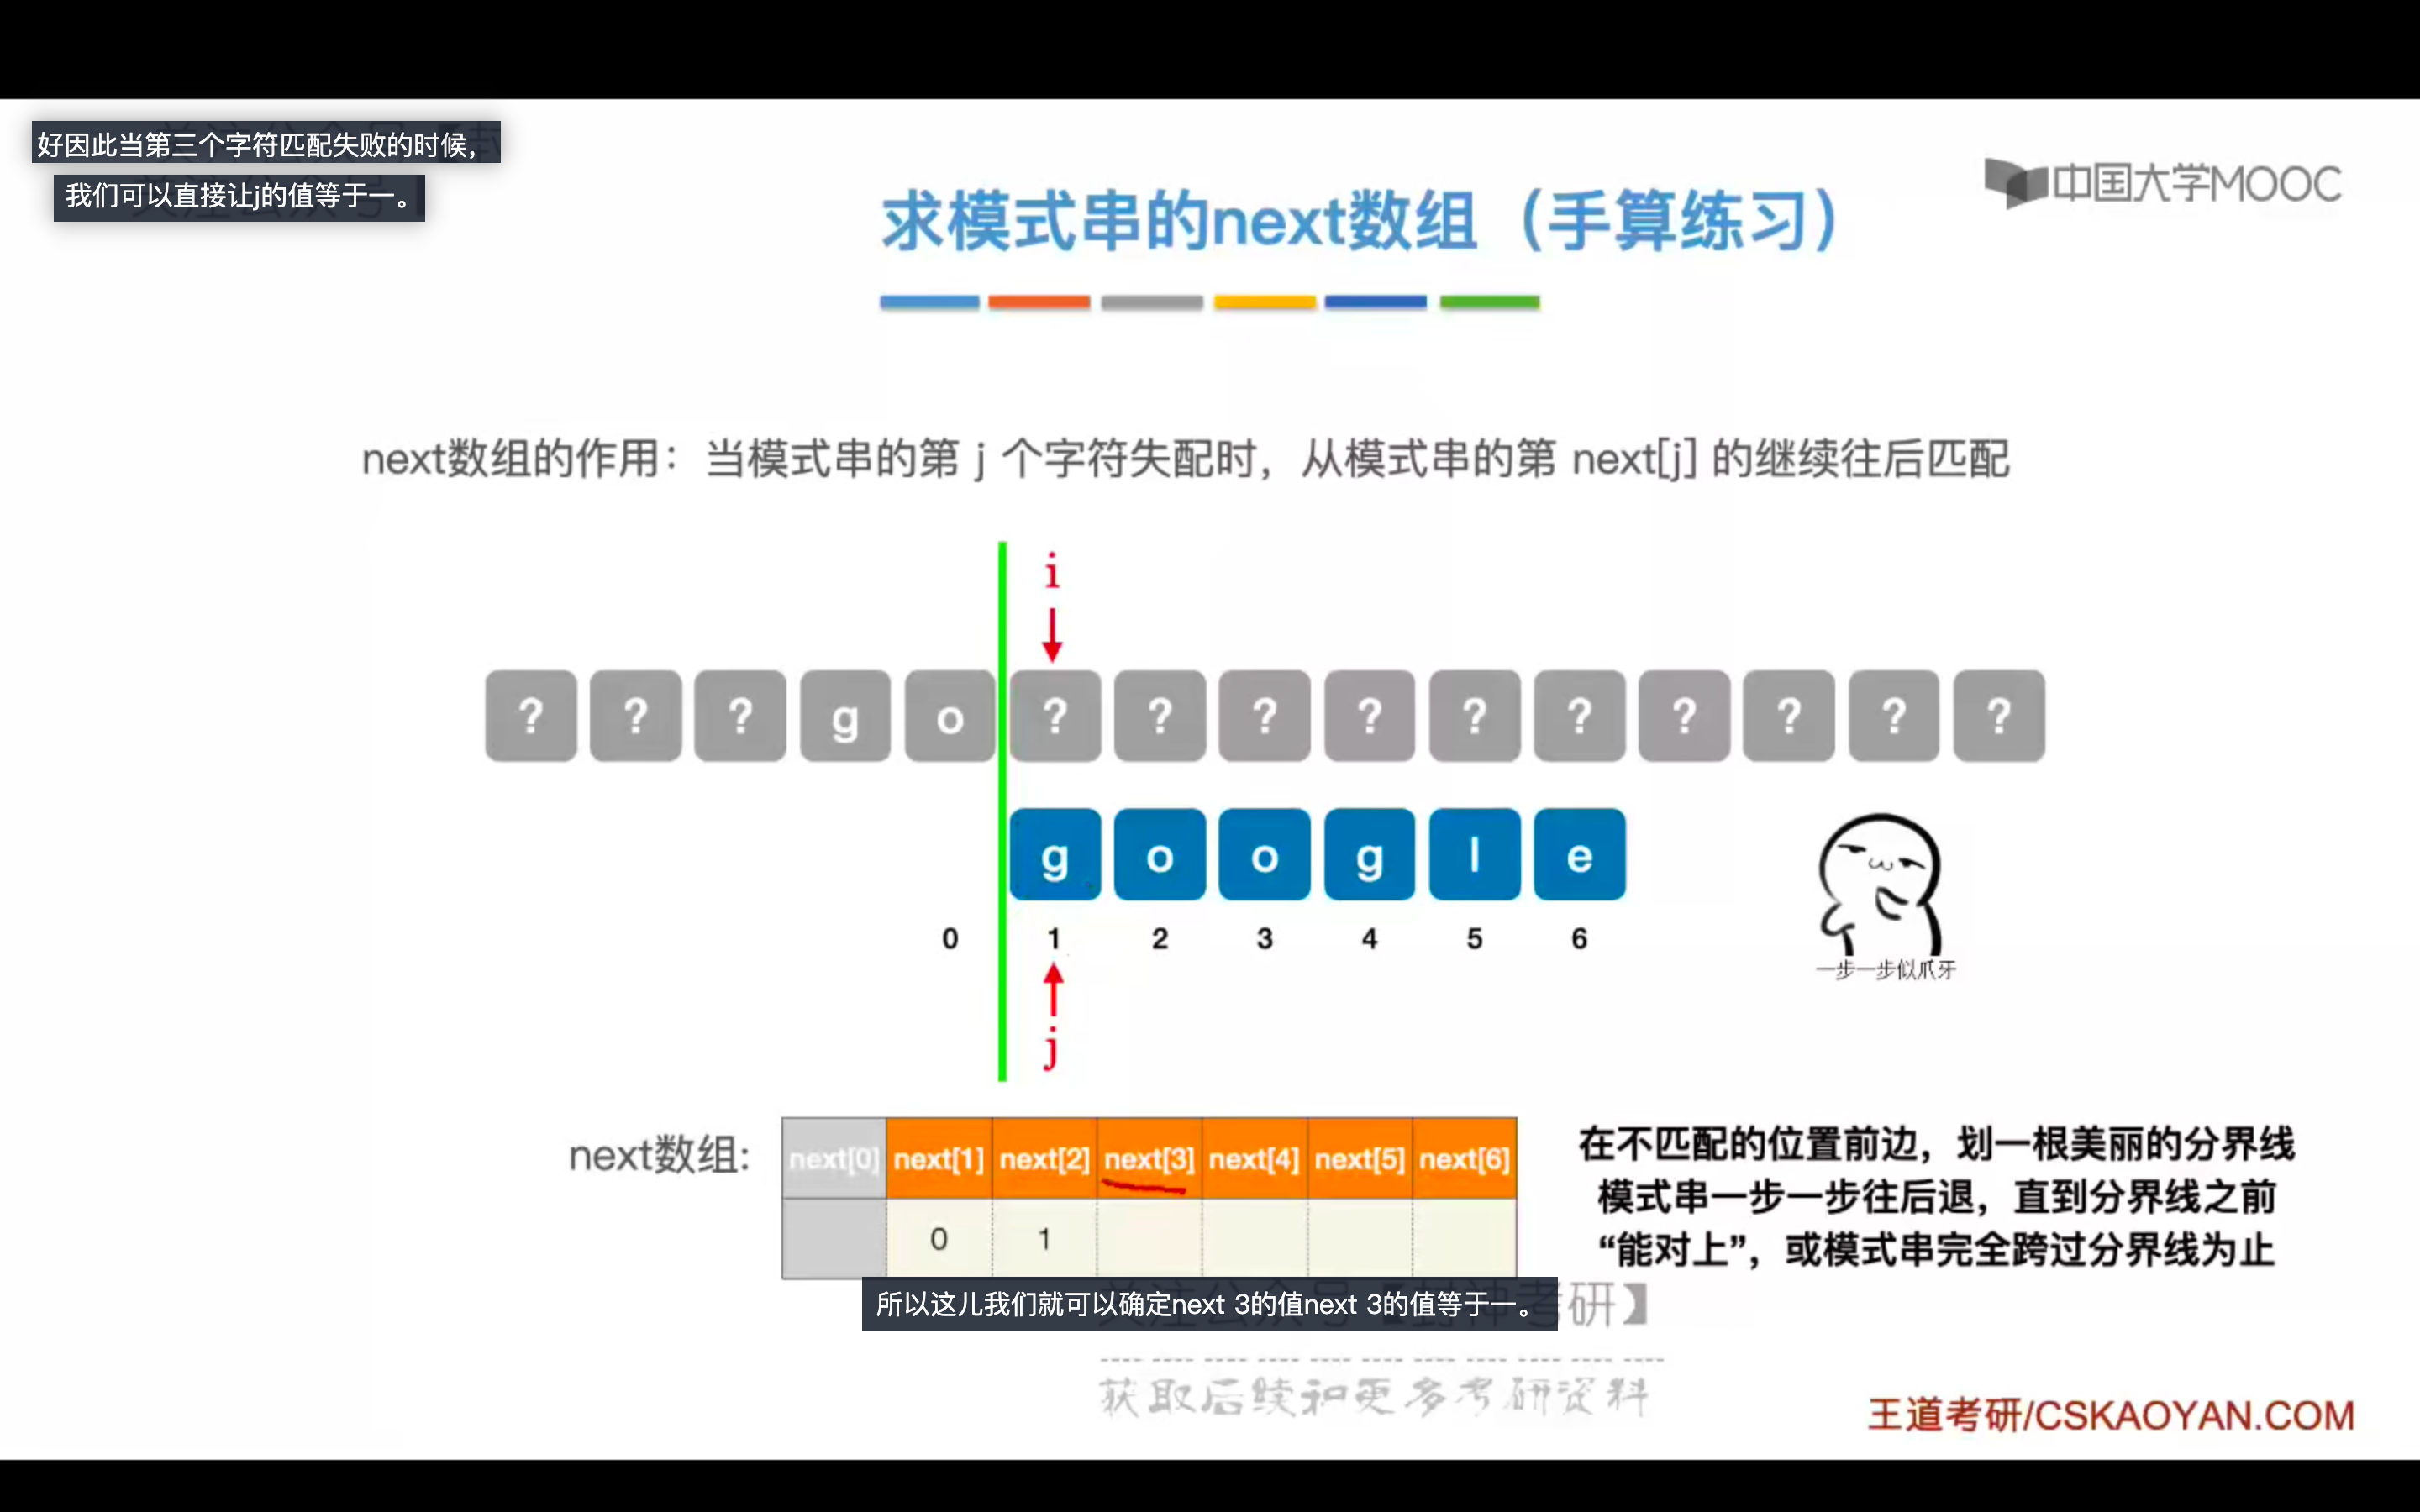 好因此当第三个字符匹配失败的时候，
我们可以直接让j的值等于一。
中国大学MOOC
求模式串的next数组（手算练习）
next数组的作用：当模式串的第 j 个字符失配时，从模式串的第 next[j] 的继续往后匹配
i
? ? ? g o ? ? ? ? ? ? ? ? ? ?
g o o g l e
0 1 2 3 4 5 6
一步一步似爪牙
j
next数组:
next[0] next[1] next[2] next[3] next[4] next[5] next[6]
0 1
在不匹配的位置前边，划一根美丽的分界线
模式串一步一步往后退，直到分界线之前
“能对上”，或模式串完全跨过分界线为止
所以这儿我们就可以确定next 3的值next 3的值等于一。
考研】
获取后续和更多考研资料
王道考研/CSKAOYAN.COM